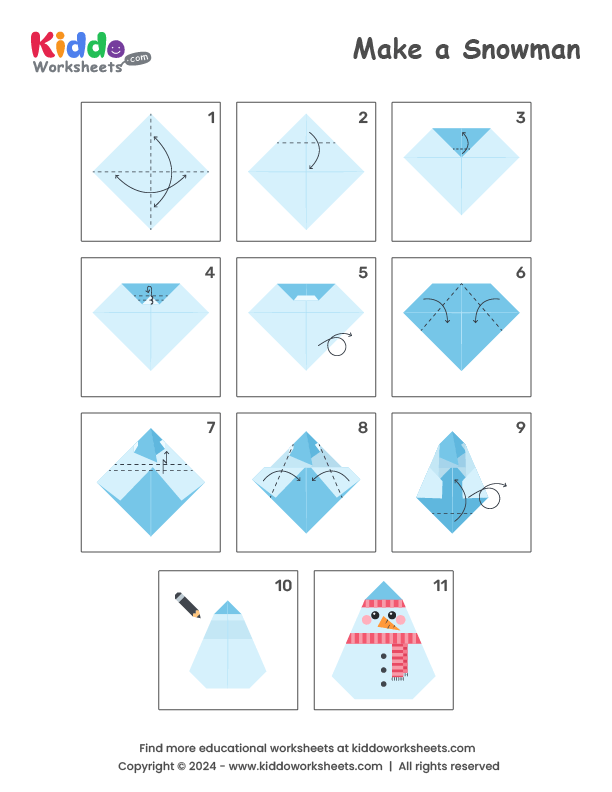 Kiddo
Worksheets.com
Make a Snowman
1
2
3
4
5
6
7
8
9
10
11
Find more educational worksheets at kiddoworksheets.com
Copyright © 2024 - www.kiddoworksheets.com | All rights reserved